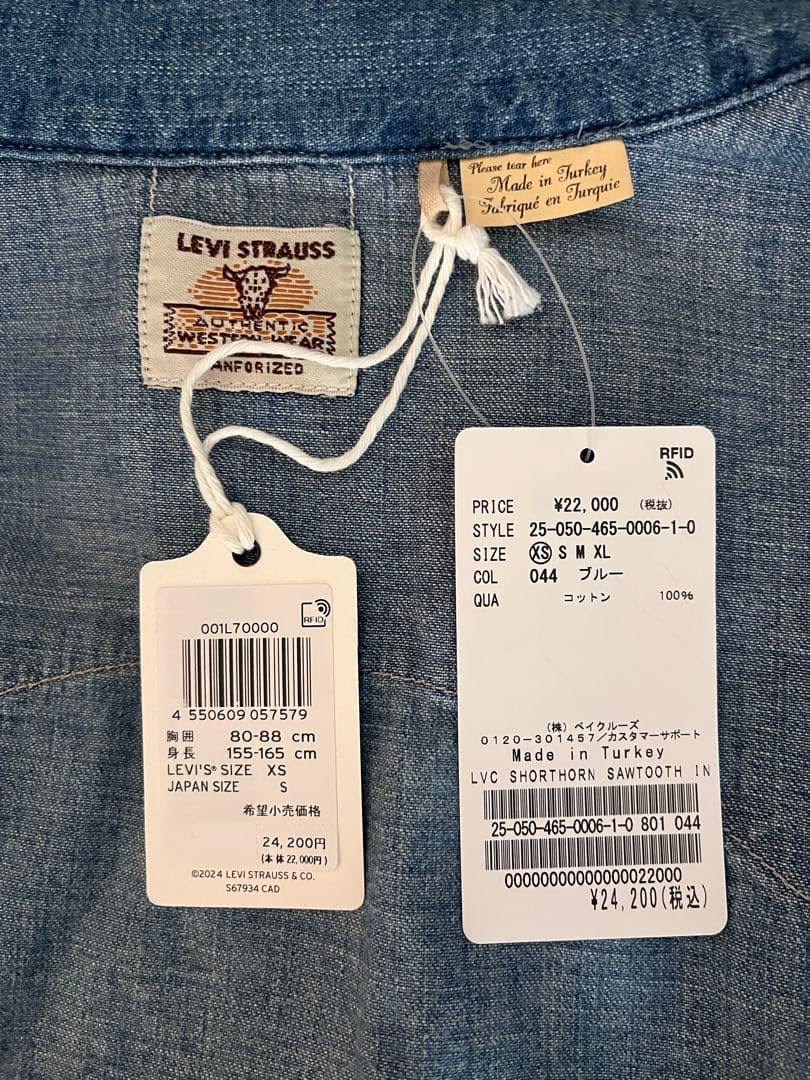 Please tear here
Made in Turkey
Fabriqué en Turquie
LEVI STRAUSS
AUTHENTIC
WESTERN WEAR
ANFORIZED
RFID
001L70000
4 550609 057579
胸囲 80-88 cm
身長 155-165 cm
LEVI'S® SIZE XS
JAPAN SIZE S
希望小売価格
24,200円
(本体22,000円)
©2024 LEVI STRAUSS & CO.
S67934 CAD
RFID
PRICE ¥22,000 (税抜)
STYLE 25-050-465-0006-1-0
SIZE XS S M XL
COL 044 ブルー
QUA コットン 100%
(株)ベイクルーズ
0120-301457/カスタマーサポート
Made in Turkey
LVC SHORTHORN SAWTOOTH IN
25-050-465-0006-1-0 801 044
00000000000000022000
¥24,200(税込)